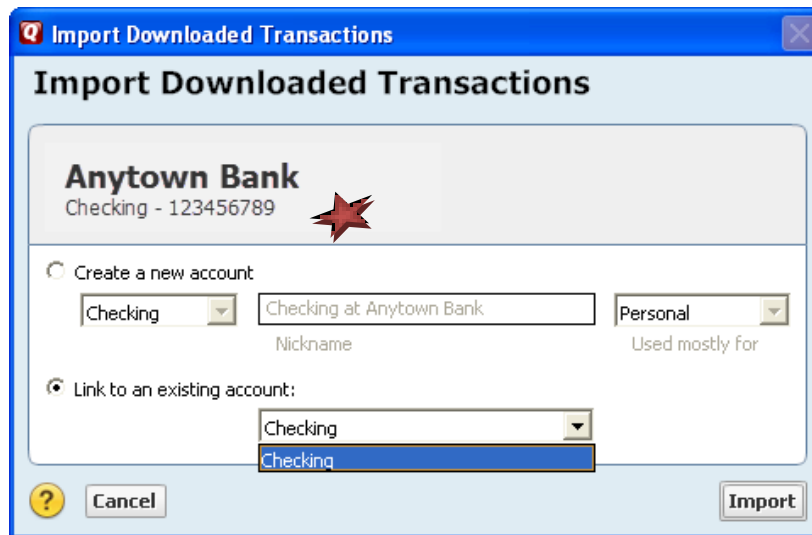 Import Downloaded Transactions
Import Downloaded Transactions
Anytown Bank
Checking - 123456789
Create a new account
Checking Checking at Anytown Bank Personal
Nickname Used mostly for
Link to an existing account:
Checking
Checking
? Cancel Import